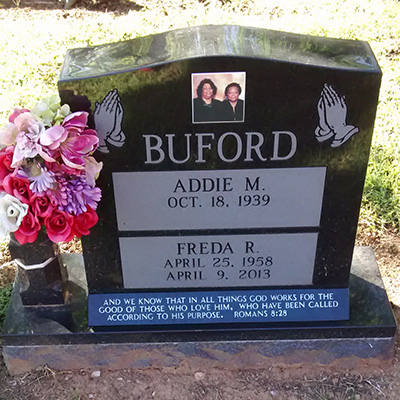 BUFORD
ADDIE M.
OCT. 18, 1939
FREDA R.
APRIL 25, 1958
APRIL 9, 2013
AND WE KNOW THAT IN ALL THINGS GOD WORKS FOR THE
GOOD OF THOSE WHO LOVE HIM, WHO HAVE BEEN CALLED
ACCORDING TO HIS PURPOSE. ROMANS 8:28